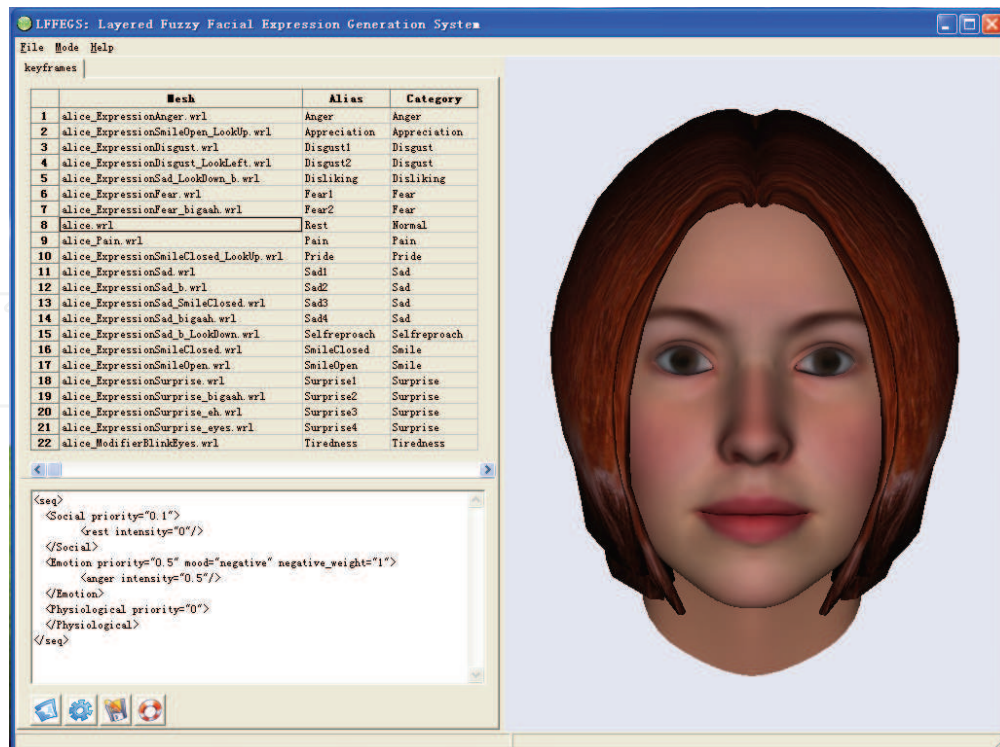 LFFEGS: Layered Fuzzy Facial Expression Generation System
File Mode Help
keyframes
Mesh Alias Category
1 alice_ExpressionAnger.wrl Anger Anger
2 alice_ExpressionSmileOpen_LookUp.wrl Appreciation Appreciation
3 alice_ExpressionDisgust.wrl Disgust1 Disgust
4 alice_ExpressionDisgust_LookLeft.wrl Disgust2 Disgust
5 alice_ExpressionSad_LookDown_b.wrl Disliking Disliking
6 alice_ExpressionFear.wrl Fear1 Fear
7 alice_ExpressionFear_bigaah.wrl Fear2 Fear
8 alice.wrl Rest Normal
9 alice_Pain.wrl Pain Pain
10 alice_ExpressionSmileClosed_LookUp.wrl Pride Pride
11 alice_ExpressionSad.wrl Sad1 Sad
12 alice_ExpressionSad_b.wrl Sad2 Sad
13 alice_ExpressionSad_SmileClosed.wrl Sad3 Sad
14 alice_ExpressionSad_bigaah.wrl Sad4 Sad
15 alice_ExpressionSad_b_LookDown.wrl Selfreproach Selfreproach
16 alice_ExpressionSmileClosed.wrl SmileClosed Smile
17 alice_ExpressionSmileOpen.wrl SmileOpen Smile
18 alice_ExpressionSurprise.wrl Surprise1 Surprise
19 alice_ExpressionSurprise_bigaah.wrl Surprise2 Surprise
20 alice_ExpressionSurprise_eh.wrl Surprise3 Surprise
21 alice_ExpressionSurprise_eyes.wrl Surprise4 Surprise
22 alice_ModifierBlinkEyes.wrl Tiredness Tiredness
<seq>
<Social priority="0.1">
<rest intensity="0"/>
</Social>
<Emotion priority="0.5" mood="negative" negative_weight="1">
<anger intensity="0.5"/>
</Emotion>
<Physiological priority="0">
</Physiological>
</seq>